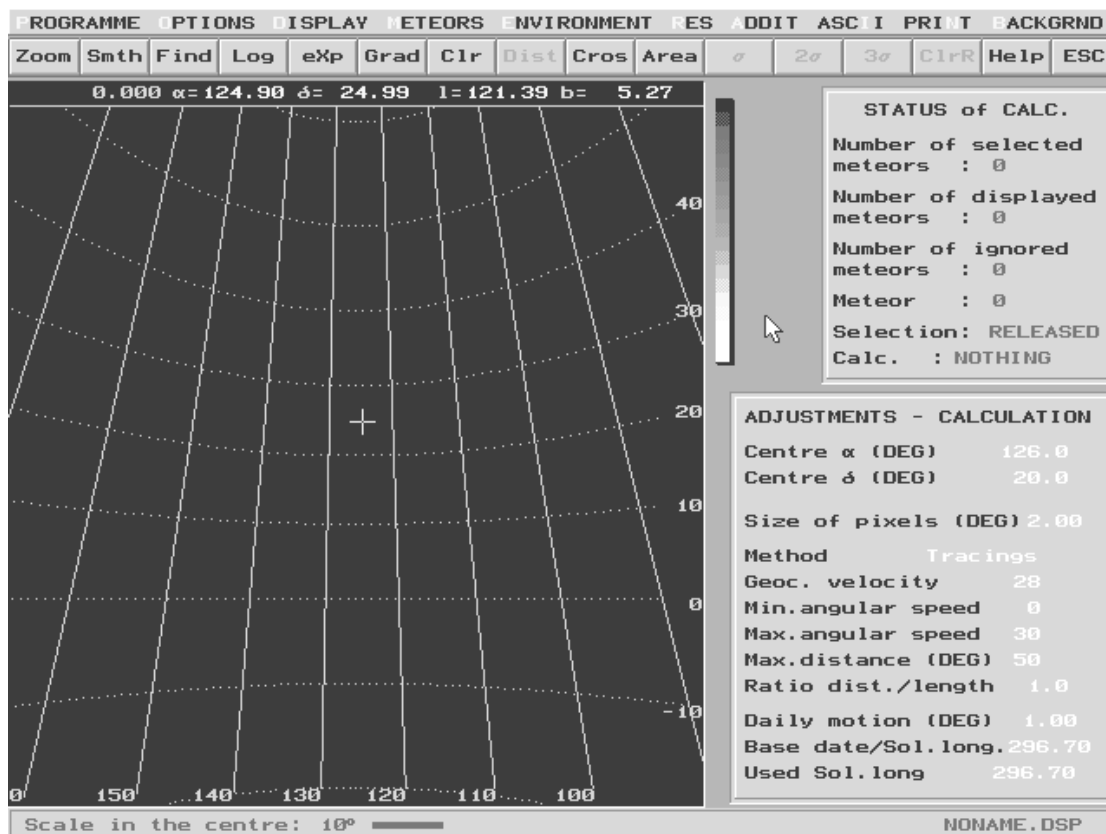 PROGRAMME OPTIONS DISPLAY METEORS ENVIRONMENT RES ADDIT ASCII PRINT BACKGRND
Zoom Smth Find Log eXp Grad Clr Dist Cros Area σ 2σ 3σ ClrR Help ESC
0.000 α=124.90 δ= 24.99 l=121.39 b= 5.27
40
30
20
10
0
-10
0 150 140 130 120 110 100
STATUS of CALC.
Number of selected
meteors : 0
Number of displayed
meteors : 0
Number of ignored
meteors : 0
Meteor : 0
Selection: RELEASED
Calc. : NOTHING
ADJUSTMENTS - CALCULATION
Centre α (DEG) 126.0
Centre δ (DEG) 20.0
Size of pixels (DEG) 2.00
Method Tracings
Geoc. velocity 28
Min.angular speed 0
Max.angular speed 30
Max.distance (DEG) 50
Ratio dist./length 1.0
Daily motion (DEG) 1.00
Base date/Sol.long. 296.70
Used Sol.long 296.70
Scale in the centre: 10º
NONAME.DSP